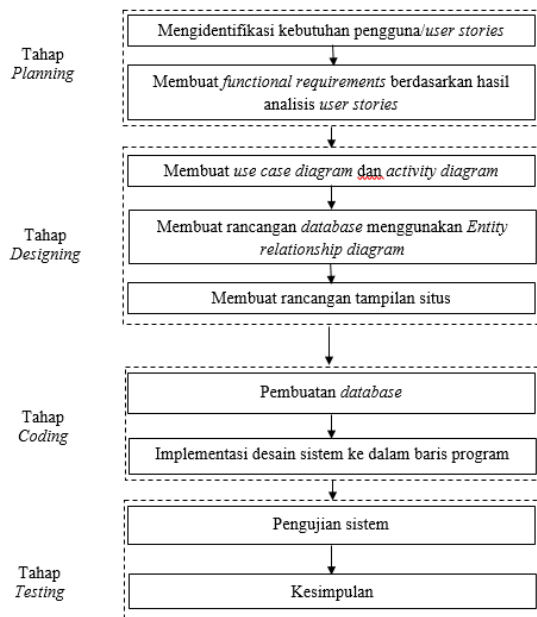 Tahap
Planning
Mengidentifikasi kebutuhan pengguna/user stories
Membuat functional requirements berdasarkan hasil
analisis user stories
Tahap
Designing
Membuat use case diagram dan activity diagram
Membuat rancangan database menggunakan Entity
relationship diagram
Membuat rancangan tampilan situs
Tahap
Coding
Pembuatan database
Implementasi desain sistem ke dalam baris program
Tahap
Testing
Pengujian sistem
Kesimpulan